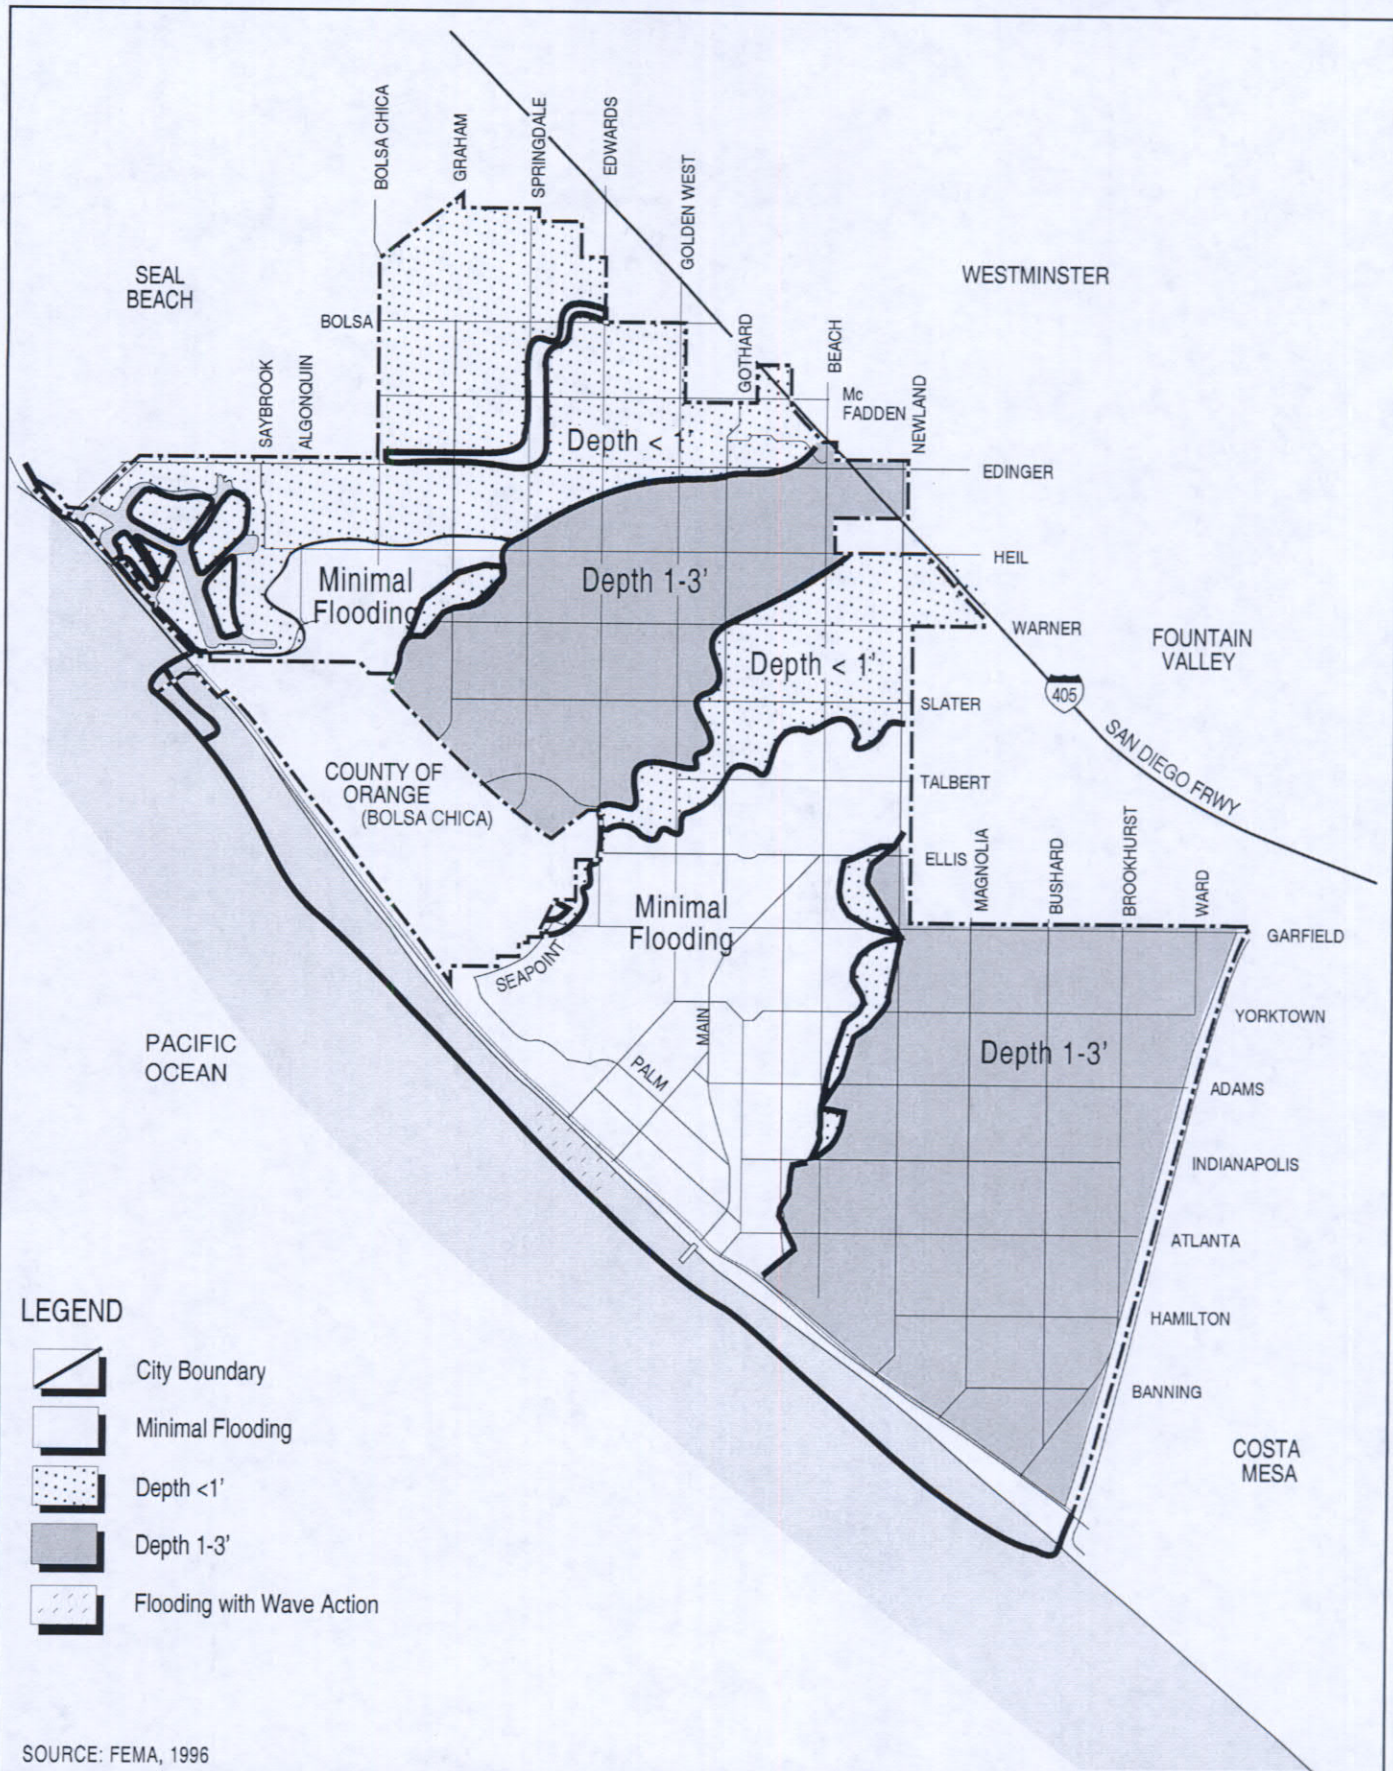 BOLSA CHICA
GRAHAM
SPRINGDALE
EDWARDS
GOLDEN WEST
SEAL
BEACH
WESTMINSTER
BOLSA
GOTHARD
BEACH
SAYBROOK
ALGONQUIN
Mc
FADDEN
NEWLAND
Depth < 1'
EDINGER
HEIL
Minimal
Flooding
Depth 1-3'
WARNER
FOUNTAIN
VALLEY
Depth < 1'
405
SLATER
SAN DIEGO FRWY
COUNTY OF
ORANGE
(BOLSA CHICA)
TALBERT
ELLIS
MAGNOLIA
BUSHARD
BROOKHURST
WARD
Minimal
Flooding
GARFIELD
SEAPOINT
YORKTOWN
MAIN
PACIFIC
OCEAN
Depth 1-3'
PALM
ADAMS
INDIANAPOLIS
ATLANTA
HAMILTON
BANNING
COSTA
MESA
LEGEND
City Boundary
Minimal Flooding
Depth <1'
Depth 1-3'
Flooding with Wave Action
SOURCE: FEMA, 1996